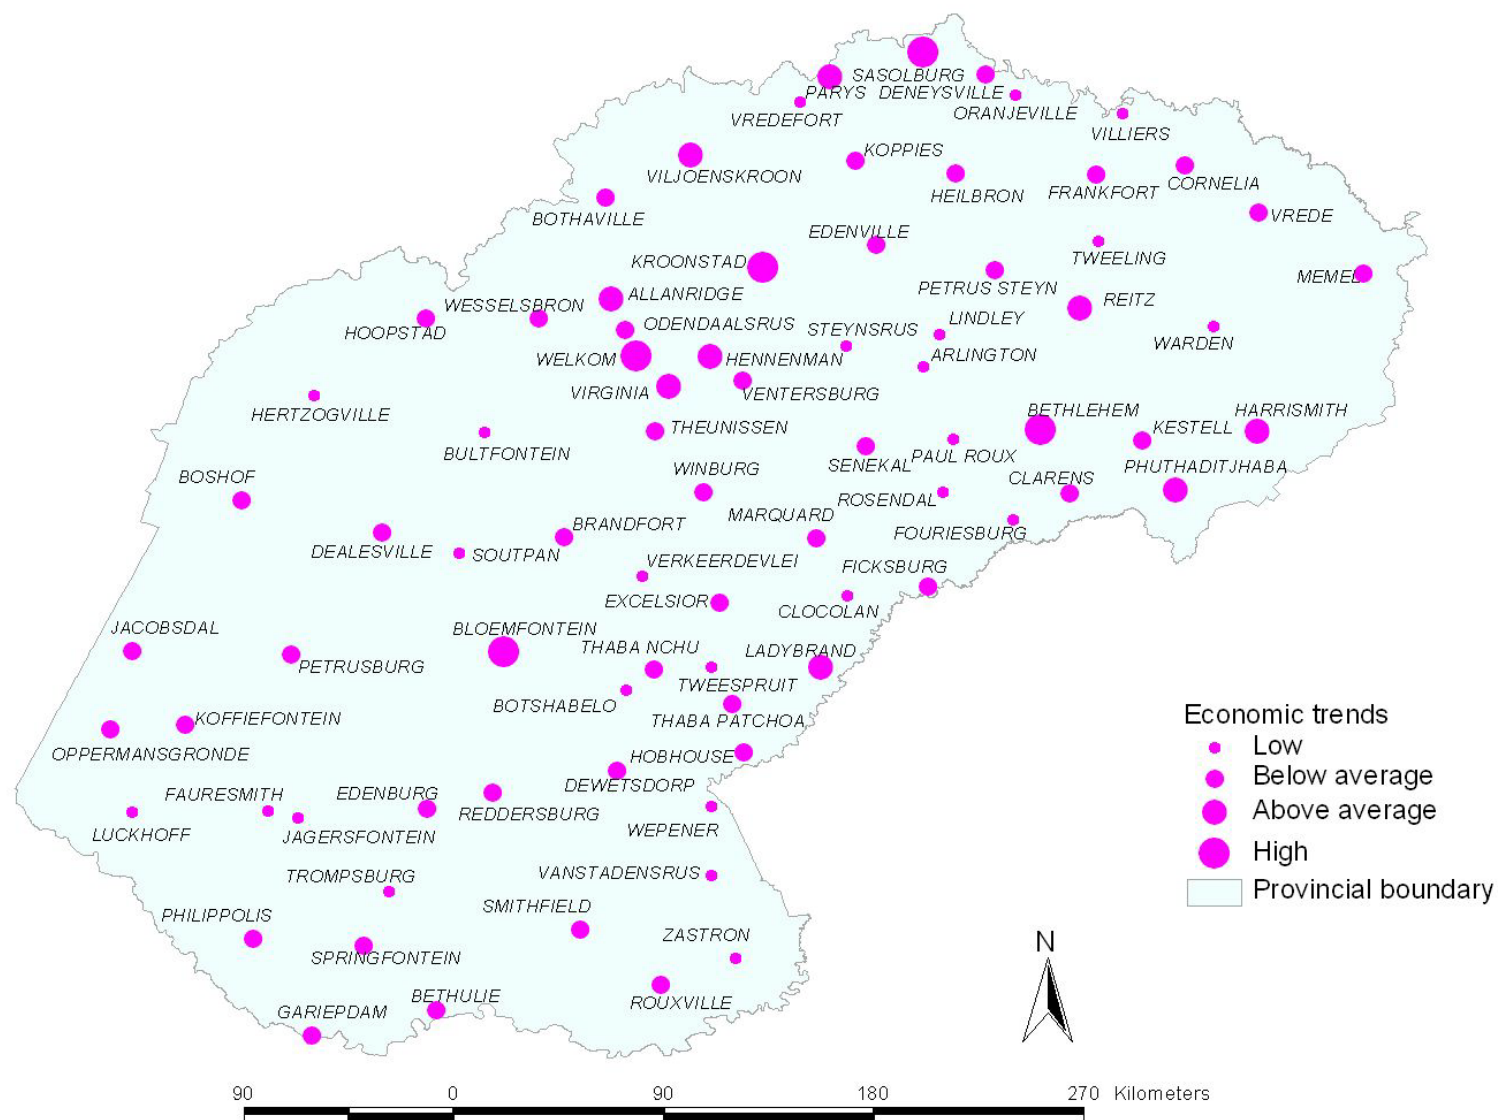 SASOLBURG
PARYS
DENEYSVILLE
VREDEFORT
ORANJEVILLE
VILLIERS
KOPPIES
VILJOENSKROON
HEILBRON
FRANKFORT
CORNELIA
BOTHAVILLE
VREDE
EDENVILLE
KROONSTAD
TWEELING
MEMEL
PETRUS STEYN
ALLANRIDGE
REITZ
WESSELSBRON
HOOPSTAD
ODENDAALSRUS
STEYNSRUS
LINDLEY
WARDEN
WELKOM
HENNENMAN
ARLINGTON
VIRGINIA
VENTERSBURG
HERTZOGVILLE
BETHLEHEM
HARRISMITH
THEUNISSEN
KESTELL
BULTFONTEIN
SENEKAL
PAUL ROUX
WINBURG
PHUTHADITJHABA
BOSHOF
CLARENS
ROSENDAL
MARQUARD
BRANDFORT
FOURIESBURG
DEALESVILLE
SOUTPAN
VERKEERDEVLEI
FICKSBURG
EXCELSIOR
CLOCOLAN
JACOBSDAL
BLOEMFONTEIN
THABA NCHU
LADYBRAND
PETRUSBURG
TWEESPRUIT
BOTSHABELO
KOFFIEFONTEIN
THABA PATCHOA
OPPERMANSGRONDE
HOBHOUSE
DEWETSDORP
FAURESMITH
EDENBURG
REDDERSBURG
LUCKHOFF
JAGERSFONTEIN
WEPENER
TROMPSBURG
VANSTADENSRUS
PHILIPPOLIS
SMITHFIELD
ZASTRON
SPRINGFONTEIN
BETHULIE
ROUXVILLE
GARIEPDAM
Economic trends
Low
Below average
Above average
High
Provincial boundary
N
90 0 90 180 270 Kilometers